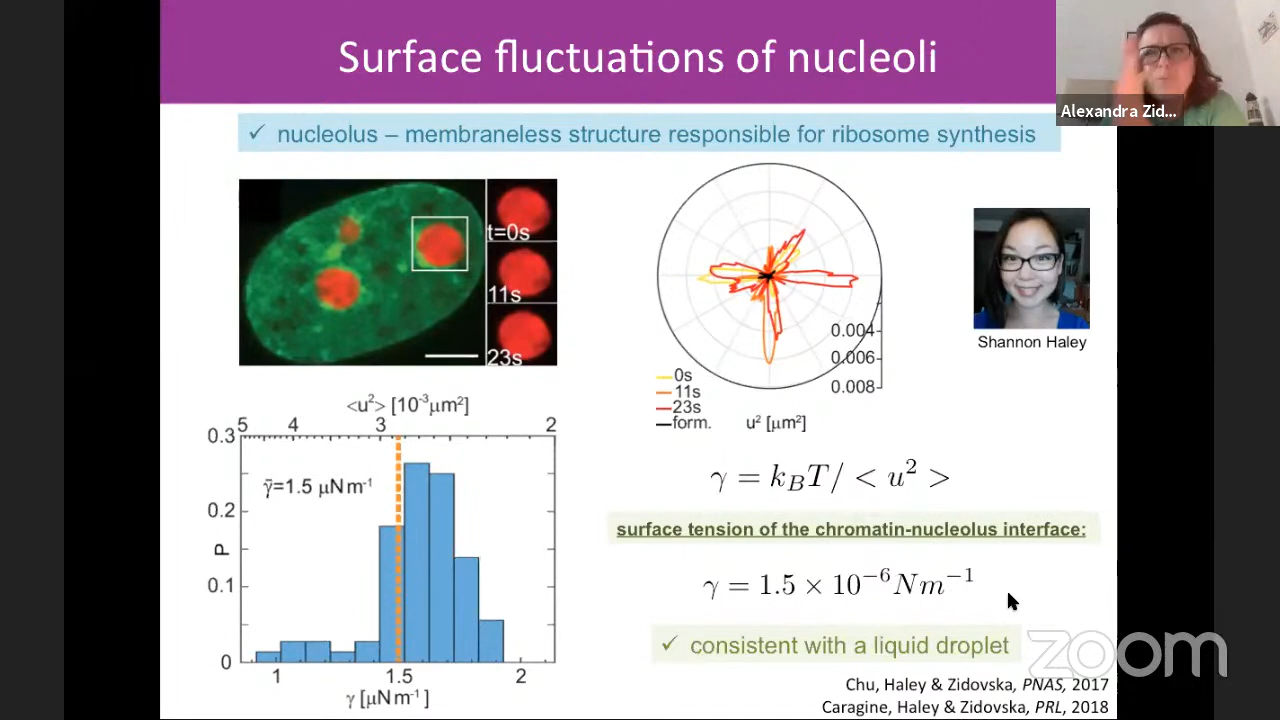 Surface fluctuations of nucleoli
Alexandra Zid...
✓ nucleolus – membraneless structure responsible for ribosome synthesis
t=0s
11s
23s
0.004
0.006
0.008
0s
11s
23s
form.
u² [μm²]
Shannon Haley
<u²> [10⁻³μm²]
5 4 3 2
0.3
0.2
0.1
0
P
γ̄=1.5 μNm⁻¹
1 1.5 2
γ [μNm⁻¹]
γ = k_BT/ < u² >
surface tension of the chromatin-nucleolus interface:
γ = 1.5 × 10⁻⁶Nm⁻¹
✓ consistent with a liquid droplet
zoom
Chu, Haley & Zidovska, PNAS, 2017
Caragine, Haley & Zidovska, PRL, 2018